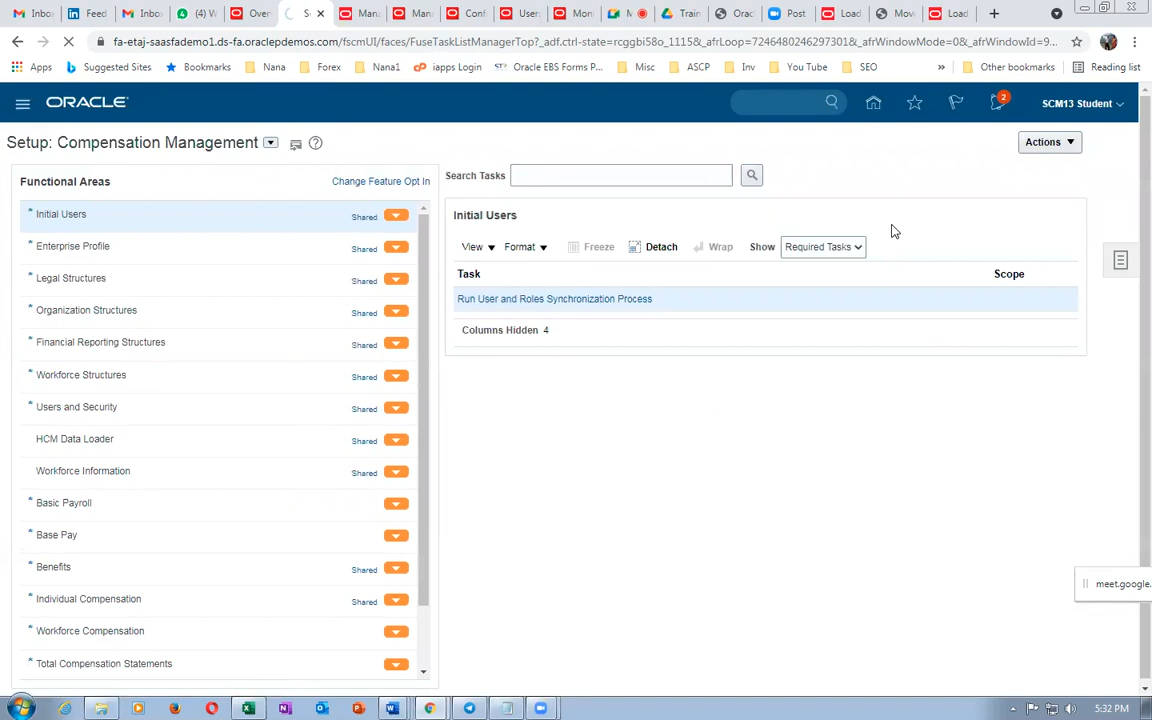 Inbo
Feed
Inbo
(4) W
Over
S
Mana
Man
Conf
User
Mon
M
Train
Orac
Post
Load
Mov
Load
fa-etaj-saasfademo1.ds-fa.oraclepdemos.com/fscmUI/faces/FuseTaskListManagerTop?_adf.ctrl-state=rcggbi58o_1115&_afrLoop=7246480246297301&_afrWindowMode=0&_afrWindowId=9...
Apps
Suggested Sites
Bookmarks
Nana
Forex
Nana1
iapps Login
Oracle EBS Forms P...
Misc
ASCP
Inv
You Tube
SEO
»
Other bookmarks
Reading list
ORACLE
2
SCM13 Student
Setup: Compensation Management
Actions
Functional Areas
Change Feature Opt In
Search Tasks
* Initial Users Shared
* Enterprise Profile Shared
* Legal Structures Shared
* Organization Structures Shared
* Financial Reporting Structures Shared
* Workforce Structures Shared
* Users and Security Shared
HCM Data Loader Shared
Workforce Information Shared
* Basic Payroll
* Base Pay
* Benefits Shared
* Individual Compensation Shared
* Workforce Compensation
* Total Compensation Statements
Initial Users
View Format Freeze Detach Wrap Show Required Tasks
Task Scope
Run User and Roles Synchronization Process
Columns Hidden 4
meet.google.
5:32 PM